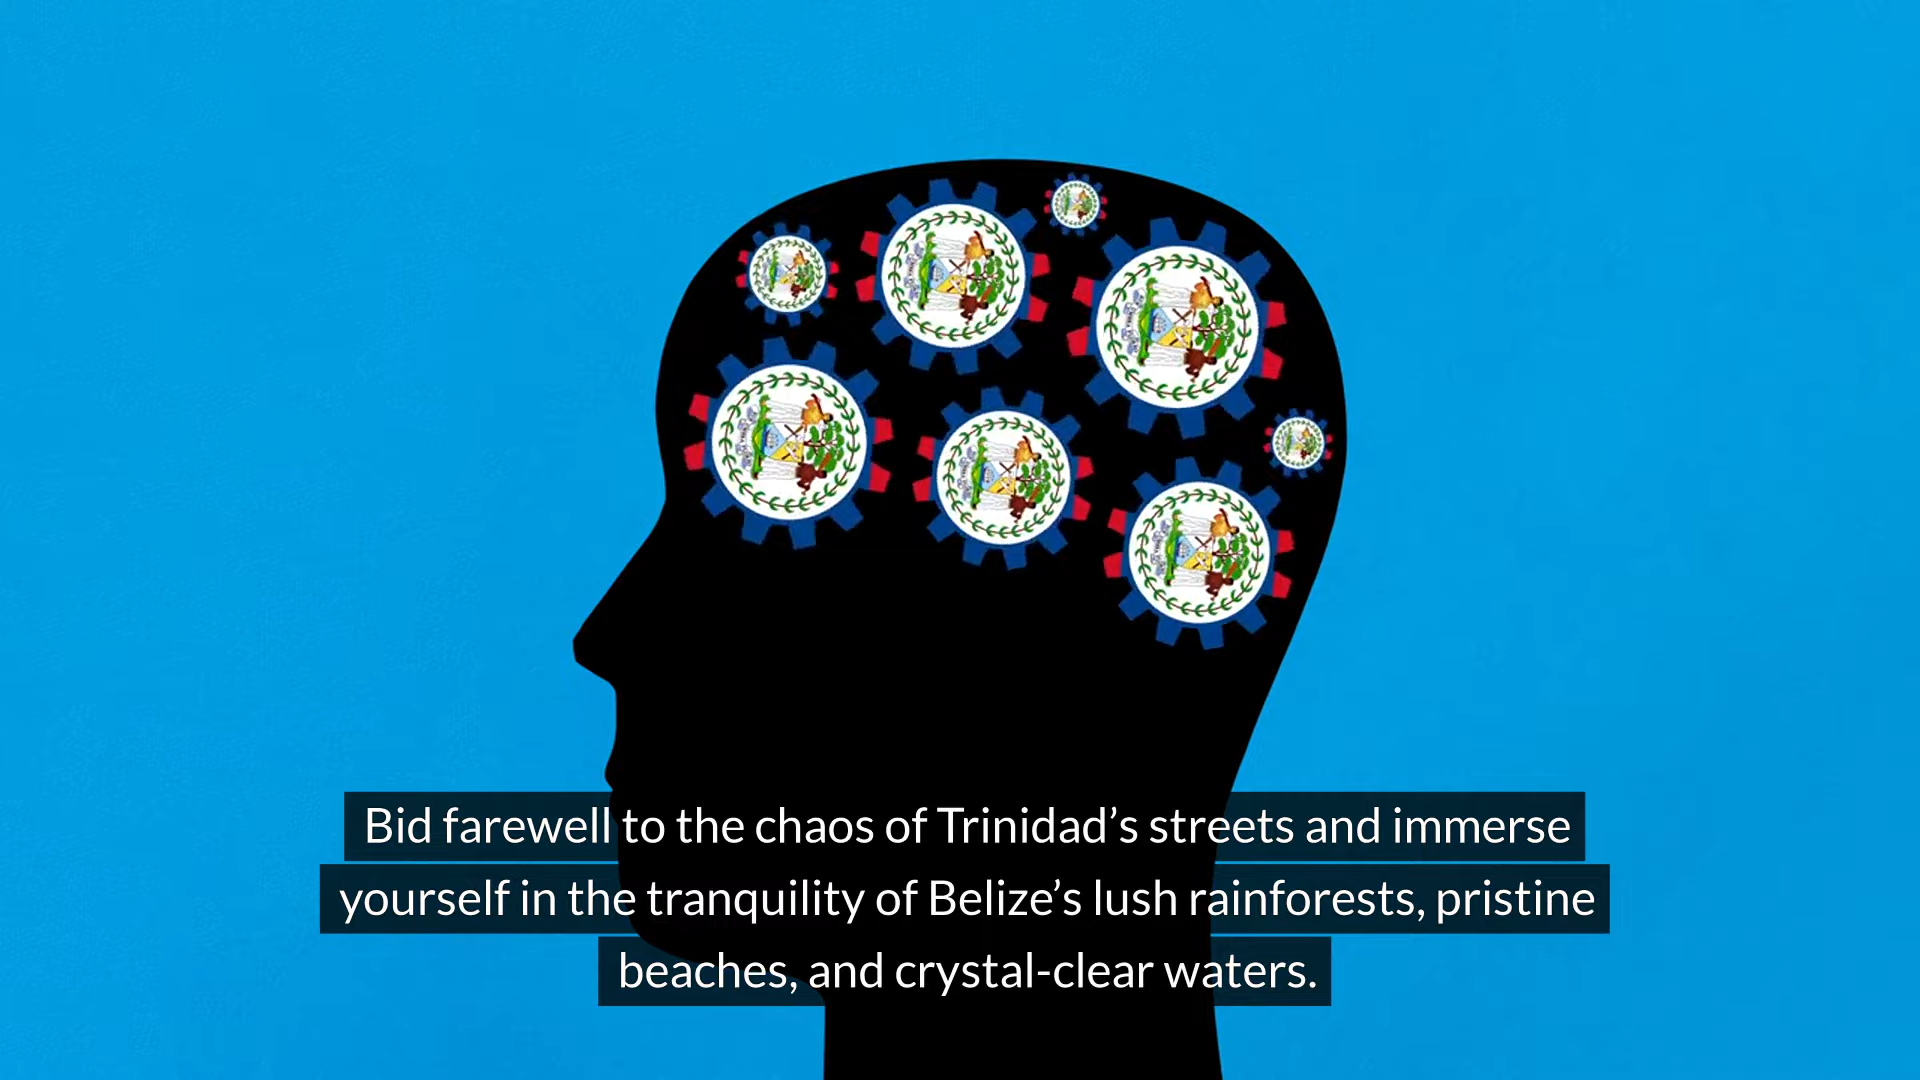 Bid farewell to the chaos of Trinidad’s streets and immerse
yourself in the tranquility of Belize’s lush rainforests, pristine
beaches, and crystal-clear waters.